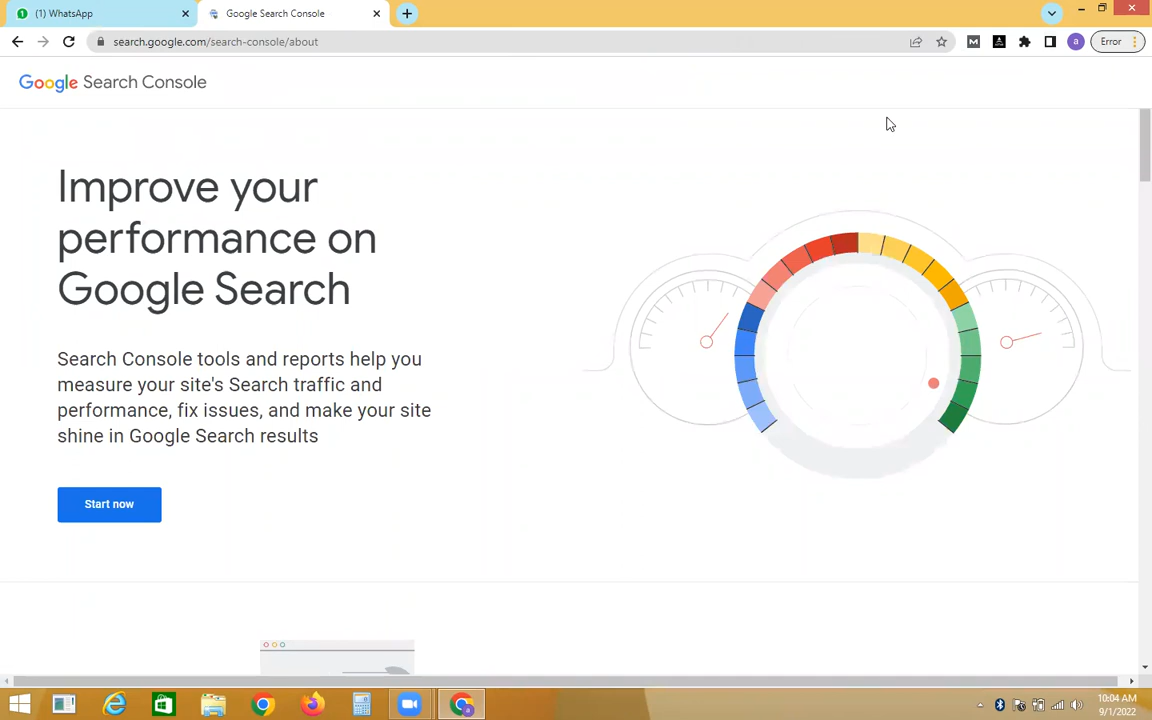 (1) WhatsApp
Google Search Console
search.google.com/search-console/about
a
Error
Google Search Console
Improve your
performance on
Google Search
Search Console tools and reports help you
measure your site's Search traffic and
performance, fix issues, and make your site
shine in Google Search results
Start now
10:04 AM
9/1/2022